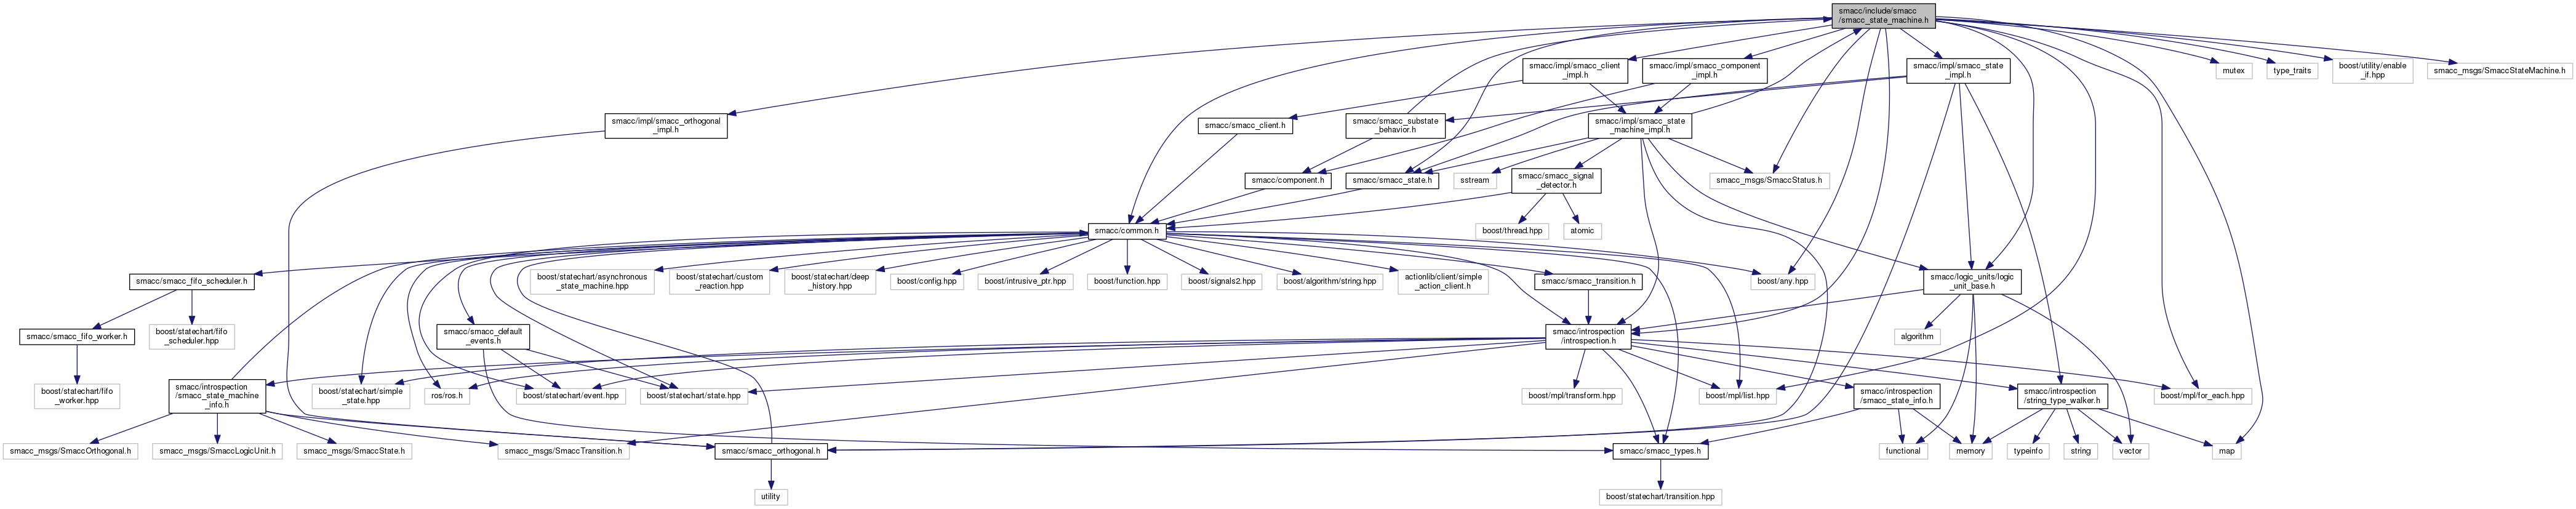 smacc/include/smacc
/smacc_state_machine.h
smacc/impl/smacc_client
_impl.h
smacc/impl/smacc_component
_impl.h
smacc/impl/smacc_state
_impl.h
mutex
type_traits
boost/utility/enable
_if.hpp
smacc_msgs/SmaccStateMachine.h
smacc/impl/smacc_orthogonal
_impl.h
smacc/smacc_client.h
smacc/smacc_substate
_behavior.h
smacc/impl/smacc_state
_machine_impl.h
smacc/component.h
smacc/smacc_state.h
sstream
smacc/smacc_signal
_detector.h
smacc_msgs/SmaccStatus.h
smacc/common.h
boost/thread.hpp
atomic
smacc/smacc_fifo_scheduler.h
boost/statechart/asynchronous
_state_machine.hpp
boost/statechart/custom
_reaction.hpp
boost/statechart/deep
_history.hpp
boost/config.hpp
boost/intrusive_ptr.hpp
boost/function.hpp
boost/signals2.hpp
boost/algorithm/string.hpp
actionlib/client/simple
_action_client.h
smacc/smacc_transition.h
boost/any.hpp
smacc/logic_units/logic
_unit_base.h
smacc/smacc_fifo_worker.h
boost/statechart/fifo
_scheduler.hpp
smacc/smacc_default
_events.h
smacc/introspection
/introspection.h
algorithm
boost/statechart/fifo
_worker.hpp
smacc/introspection
/smacc_state_machine
_info.h
boost/statechart/simple
_state.hpp
ros/ros.h
boost/statechart/event.hpp
boost/statechart/state.hpp
boost/mpl/transform.hpp
boost/mpl/list.hpp
smacc/introspection
/smacc_state_info.h
smacc/introspection
/string_type_walker.h
boost/mpl/for_each.hpp
smacc_msgs/SmaccOrthogonal.h
smacc_msgs/SmaccLogicUnit.h
smacc_msgs/SmaccState.h
smacc_msgs/SmaccTransition.h
smacc/smacc_orthogonal.h
smacc/smacc_types.h
functional
memory
typeinfo
string
vector
map
utility
boost/statechart/transition.hpp